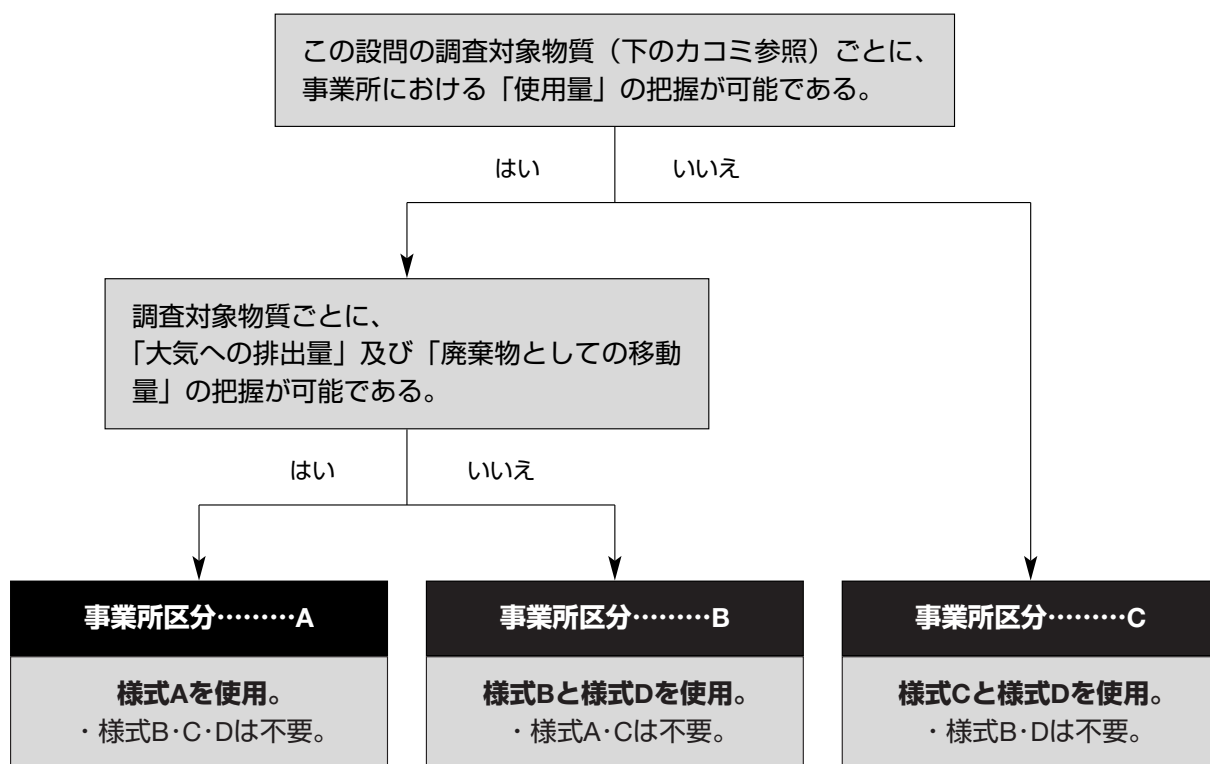 この設問の調査対象物質（下のカコミ参照）ごとに、
事業所における「使用量」の把握が可能である。
はい
いいえ
調査対象物質ごとに、
「大気への排出量」及び「廃棄物としての移動
量」の把握が可能である。
はい
いいえ
事業所区分………A
様式Aを使用。
・様式B･C･Dは不要。
事業所区分………B
様式Bと様式Dを使用。
・様式A･Cは不要。
事業所区分………C
様式Cと様式Dを使用。
・様式B･Dは不要。